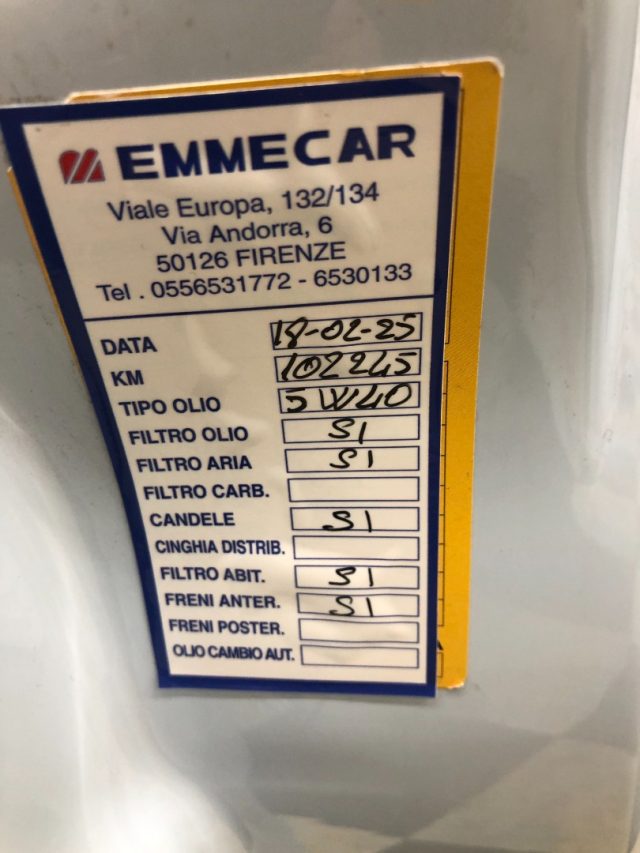 EMMECAR
Viale Europa, 132/134
Via Andorra, 6
50126 FIRENZE
Tel . 0556531772 - 6530133
DATA 18-02-25
KM 102245
TIPO OLIO 5W40
FILTRO OLIO SI
FILTRO ARIA SI
FILTRO CARB.
CANDELE SI
CINGHIA DISTRIB.
FILTRO ABIT. SI
FRENI ANTER. SI
FRENI POSTER.
OLIO CAMBIO AUT.
A